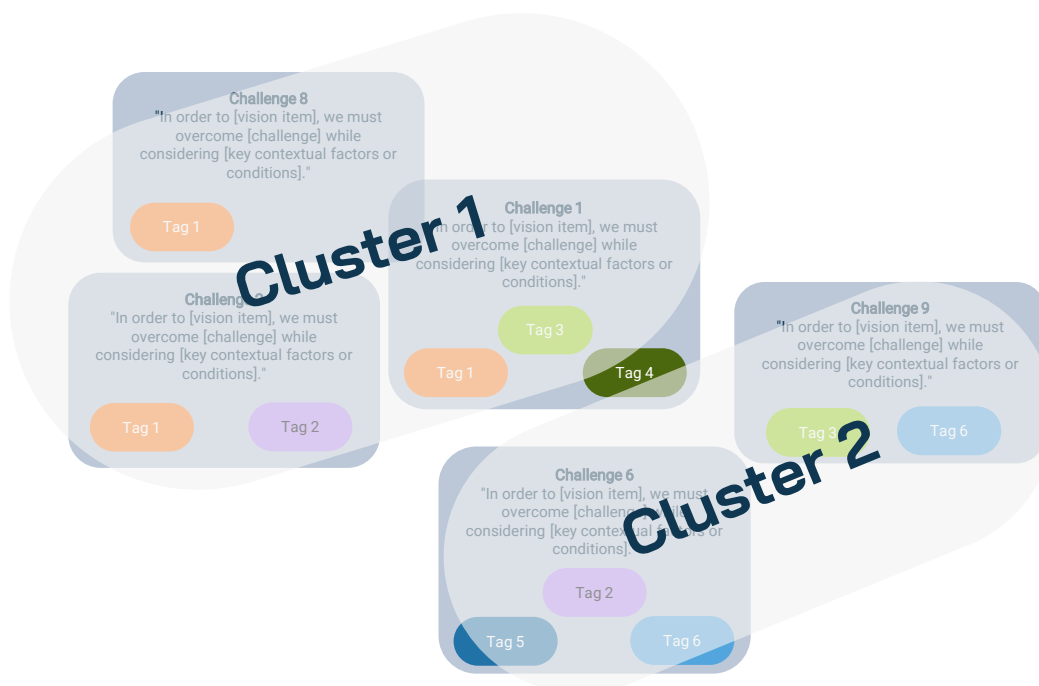 Challenge 8
"In order to [vision item], we must
overcome [challenge] while
considering [key contextual factors or
conditions]."
Tag 1
Cluster 1
Challenge 1
In order to [vision item], we must
overcome [challenge] while
considering [key contextual factors or
conditions]."
Tag 3
Tag 1
Tag 4
Challenge
"In order to [vision item], we must
overcome [challenge] while
considering [key contextual factors or
conditions]."
Tag 1
Tag 2
Challenge 9
"In order to [vision item], we must
overcome [challenge] while
considering [key contextual factors or
conditions]."
Tag 3
Tag 6
Cluster 2
Challenge 6
"In order to [vision item], we must
overcome [challenge] while
considering [key contextual factors or
conditions]."
Tag 2
Tag 5
Tag 6